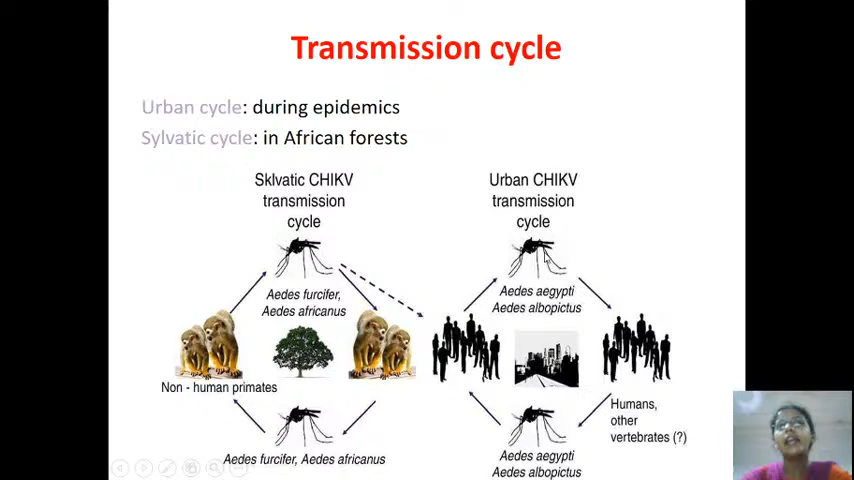 Transmission cycle
Urban cycle: during epidemics
Sylvatic cycle: in African forests
Sklvatic CHIKV
transmission
cycle
Urban CHIKV
transmission
cycle
Aedes furcifer,
Aedes africanus
Aedes aegypti
Aedes albopictus
Non - human primates
Humans,
other
vertebrates (?)
Aedes furcifer, Aedes africanus
Aedes aegypti
Aedes albopictus